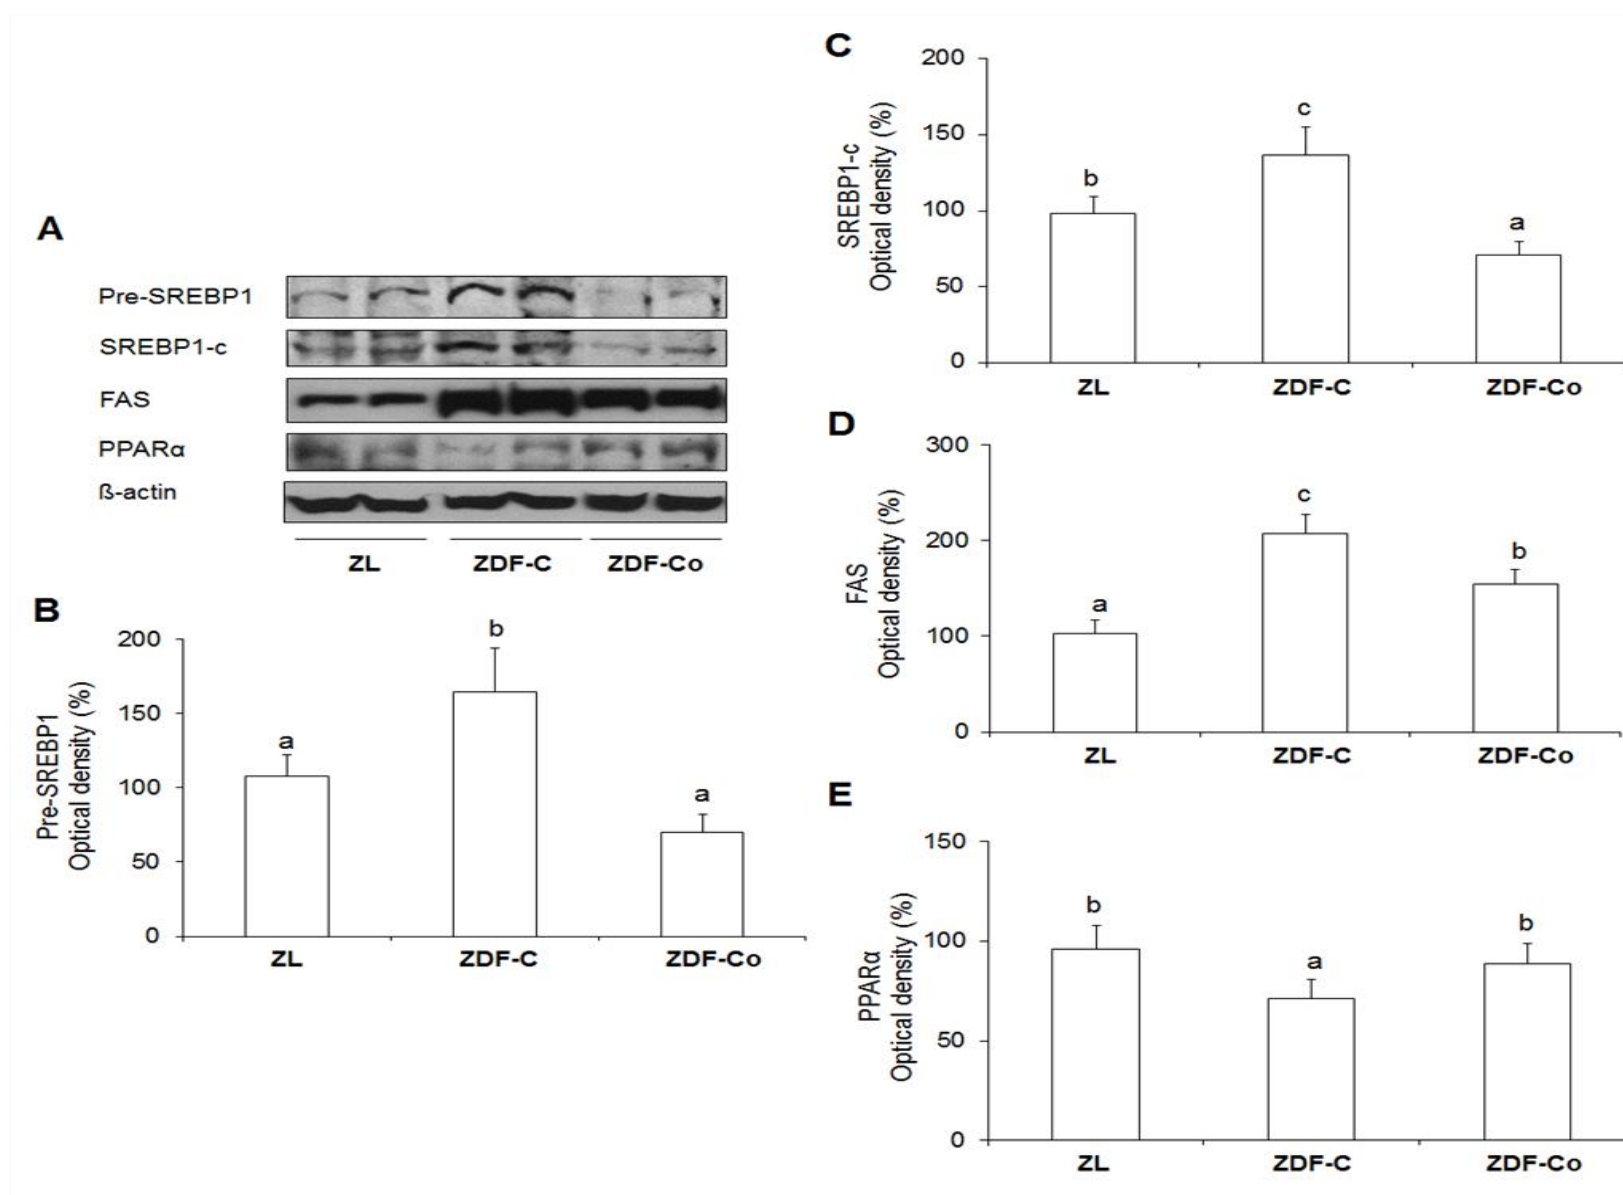 A
Pre-SREBP1
SREBP1-c
FAS
PPARα
ß-actin
ZL ZDF-C ZDF-Co
B
Pre-SREBP1
Optical density (%)
200
150
100
50
0
a
b
a
ZL ZDF-C ZDF-Co
C
SREBP1-c
Optical density (%)
200
150
100
50
0
b
c
a
ZL ZDF-C ZDF-Co
D
FAS
Optical density (%)
300
200
100
0
a
c
b
ZL ZDF-C ZDF-Co
E
PPARα
Optical density (%)
150
100
50
0
b
a
b
ZL ZDF-C ZDF-Co